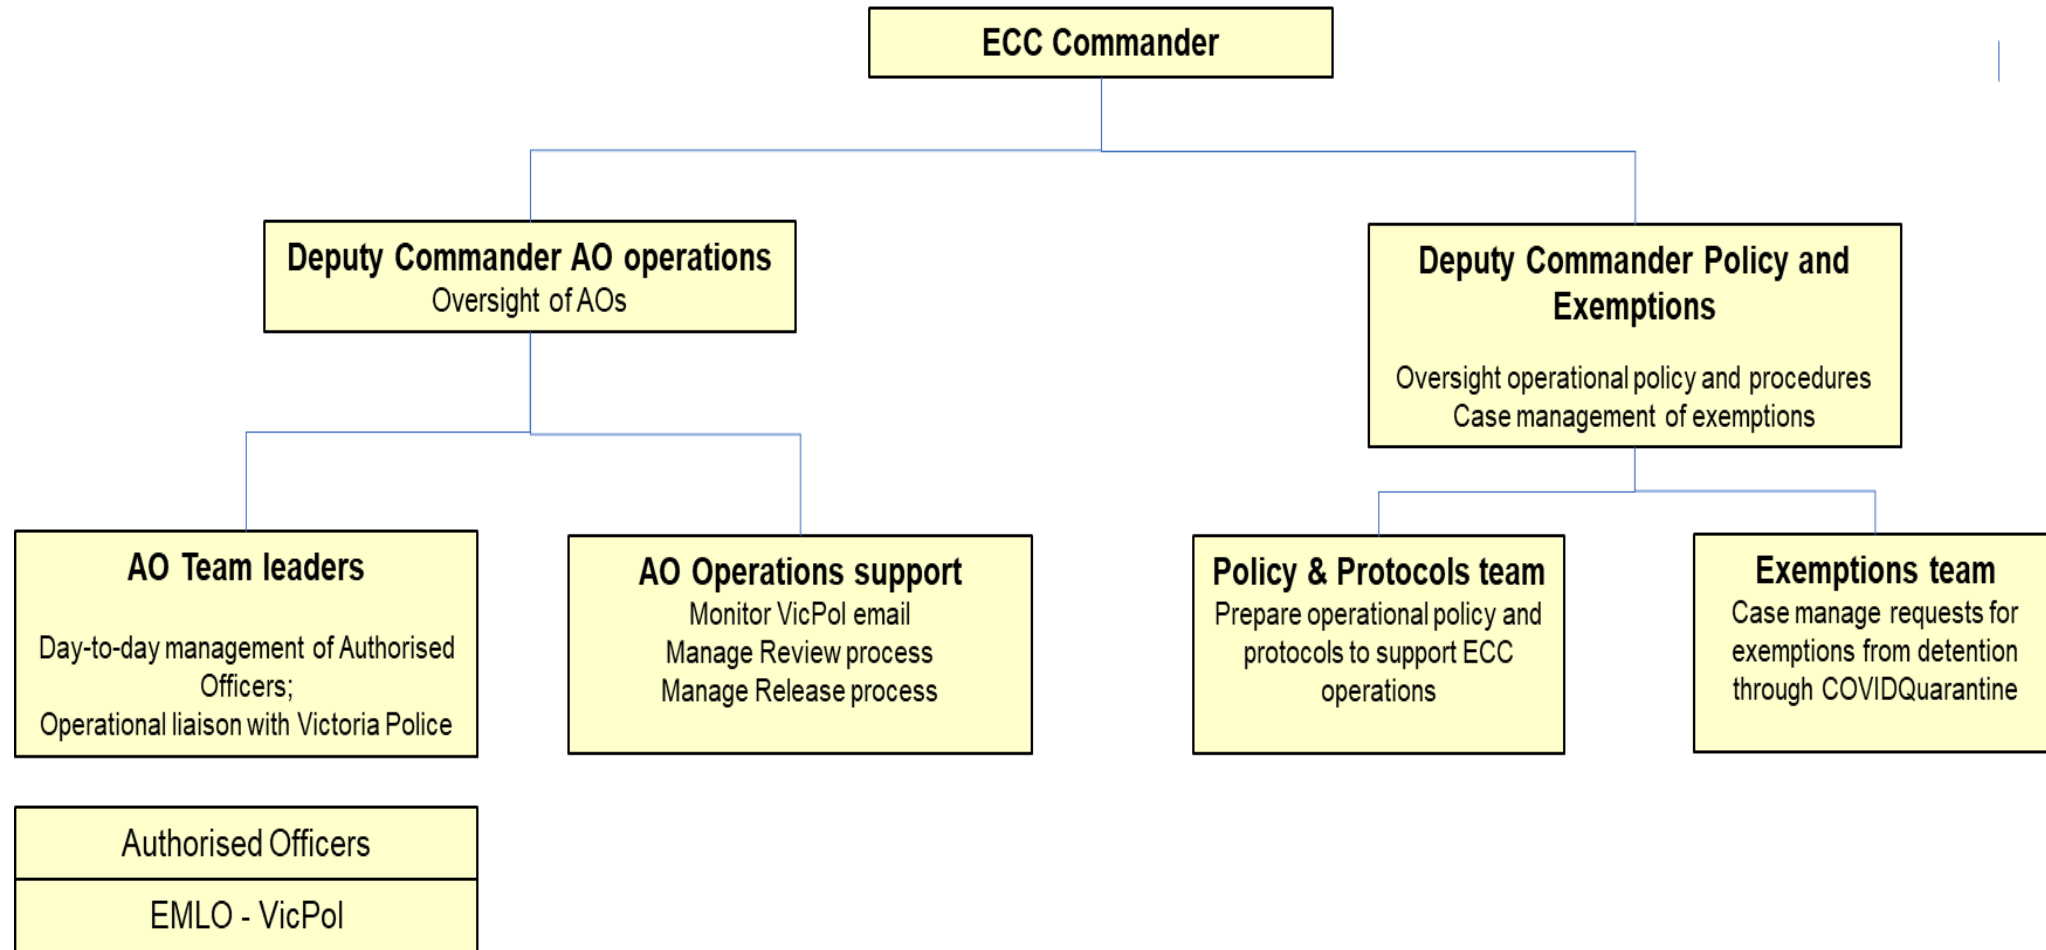 ECC Commander
Deputy Commander AO operations
Oversight of AOs
Deputy Commander Policy and
Exemptions
Oversight operational policy and procedures
Case management of exemptions
AO Team leaders
Day-to-day management of Authorised
Officers;
Operational liaison with Victoria Police
AO Operations support
Monitor VicPol email
Manage Review process
Manage Release process
Policy & Protocols team
Prepare operational policy and
protocols to support ECC
operations
Exemptions team
Case manage requests for
exemptions from detention
through COVIDQuarantine
Authorised Officers
EMLO - VicPol